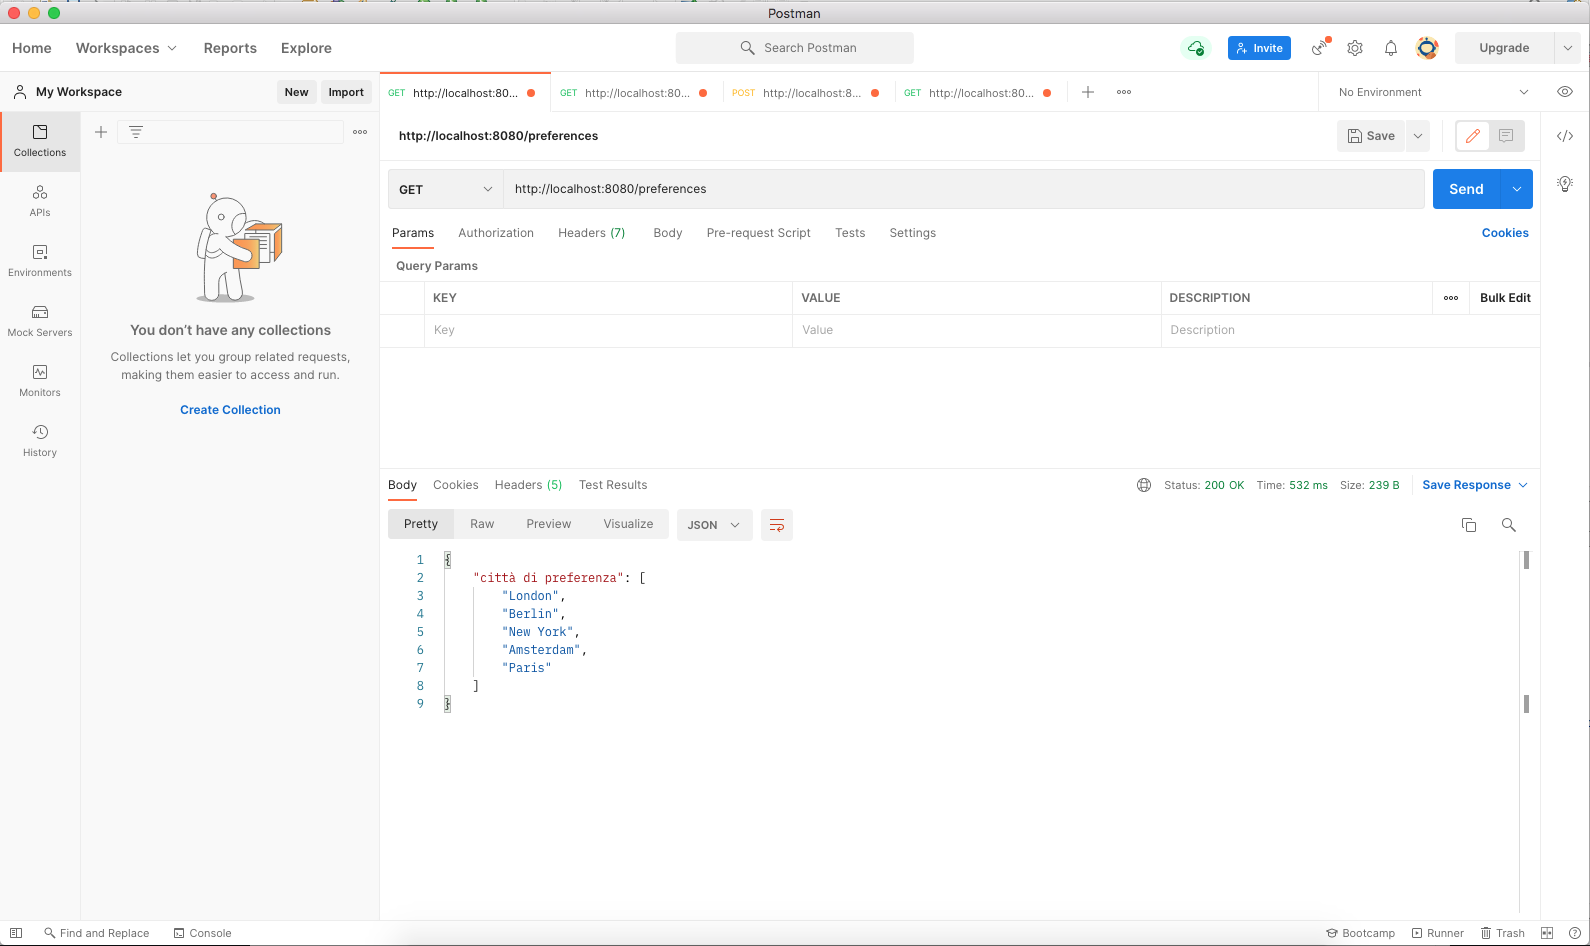 Postman
Home Workspaces Reports Explore Search Postman Invite Upgrade
My Workspace New Import GET http://localhost:80... GET http://localhost:80... POST http://localhost:8... GET http://localhost:80... No Environment
Collections
APIs
Environments
Mock Servers
Monitors
History
You don’t have any collections
Collections let you group related requests,
making them easier to access and run.
Create Collection
http://localhost:8080/preferences Save
GET http://localhost:8080/preferences Send
Params Authorization Headers (7) Body Pre-request Script Tests Settings Cookies
Query Params
KEY VALUE DESCRIPTION Bulk Edit
Key Value Description
Body Cookies Headers (5) Test Results Status: 200 OK Time: 532 ms Size: 239 B Save Response
Pretty Raw Preview Visualize JSON
1 {
2 "città di preferenza": [
3 "London",
4 "Berlin",
5 "New York",
6 "Amsterdam",
7 "Paris"
8 ]
9 }
Find and Replace Console Bootcamp Runner Trash